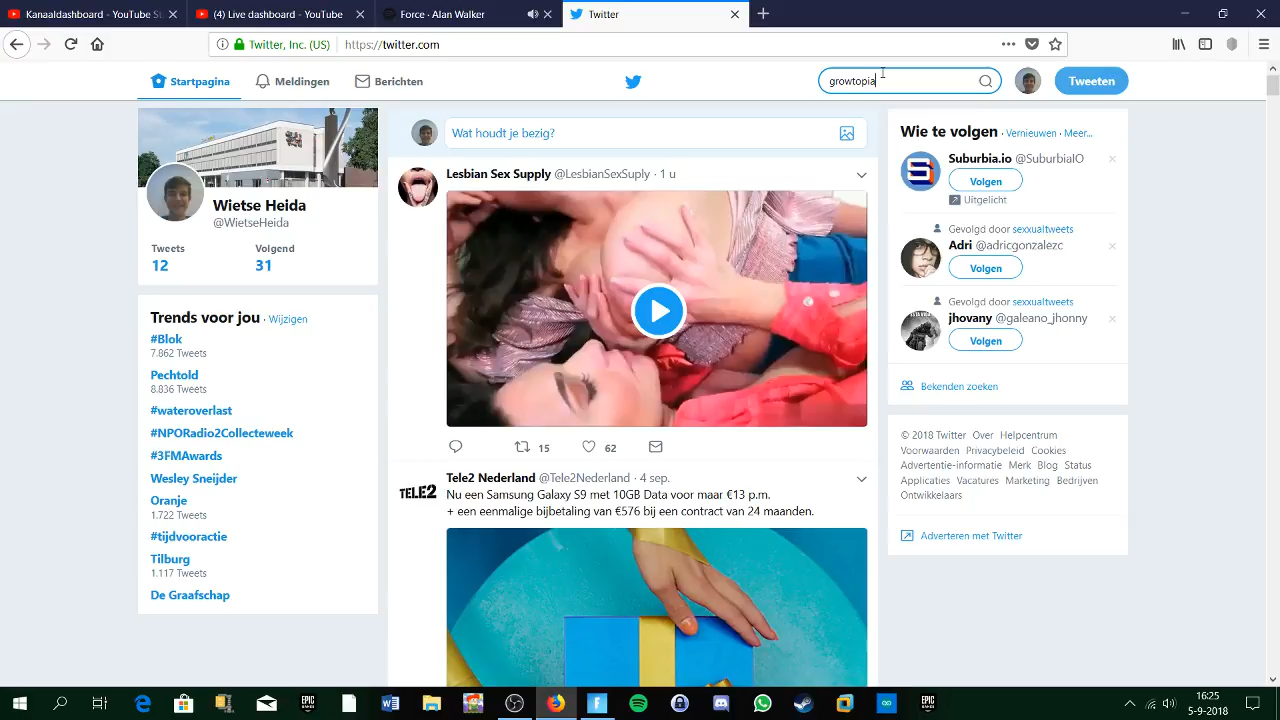 Kanaaldashboard - YouTube St
(4) Live dashboard - YouTube
Force · Alan Walker
Twitter
Twitter, Inc. (US)
https://twitter.com
Startpagina
Meldingen
Berichten
growtopia
Tweeten
Wietse Heida
@WietseHeida
Tweets
Volgend
12
31
Trends voor jou · Wijzigen
#Blok
7.862 Tweets
Pechtold
8.836 Tweets
#wateroverlast
#NPORadio2Collecteweek
#3FMAwards
Wesley Sneijder
Oranje
1.722 Tweets
#tijdvooractie
Tilburg
1.117 Tweets
De Graafschap
Wat houdt je bezig?
Lesbian Sex Supply @LesbianSexSuply · 1 u
15
62
TELE2
Tele2 Nederland @Tele2Nederland · 4 sep.
Nu een Samsung Galaxy S9 met 10GB Data voor maar €13 p.m.
+ een eenmalige bijbetaling van €576 bij een contract van 24 maanden.
Wie te volgen · Vernieuwen · Meer...
Suburbia.io @SuburbiaIO
Volgen
Uitgelicht
Gevolgd door sexxualtweets
Adri @adricgonzalezc
Volgen
Gevolgd door sexxualtweets
jhovany @galeano_jhonny
Volgen
Bekenden zoeken
© 2018 Twitter Over Helpcentrum
Voorwaarden Privacybeleid Cookies
Advertentie-informatie Merk Blog Status
Applicaties Vacatures Marketing Bedrijven
Ontwikkelaars
Adverteren met Twitter
EPIC GAMES
EPIC GAMES
16:25
5-9-2018